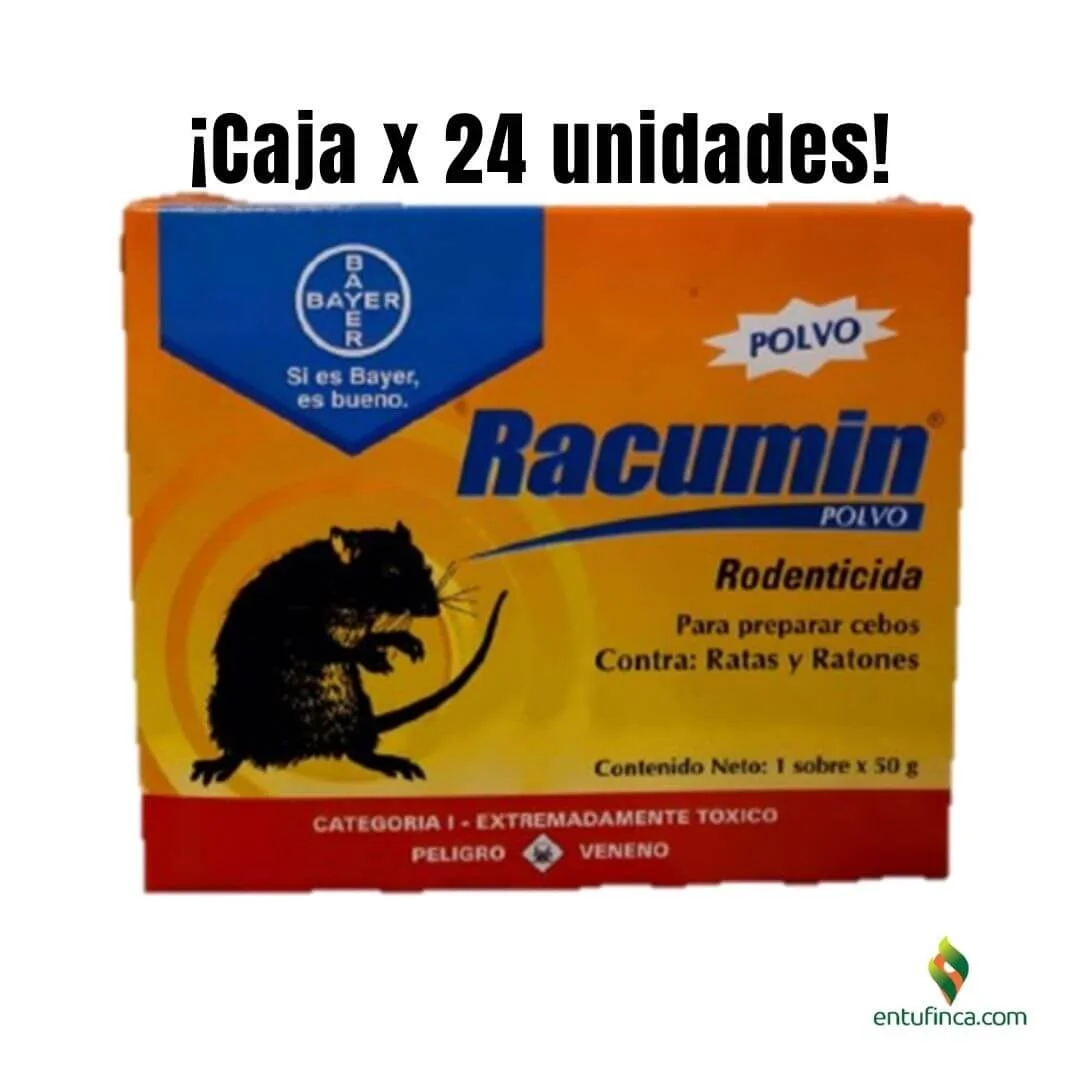 ¡Caja x 24 unidades!
BAYER
BAYER
Si es Bayer,
es bueno.
POLVO
Racumin®
POLVO
Rodenticida
Para preparar cebos
Contra: Ratas y Ratones
Contenido Neto: 1 sobre x 50 g
CATEGORIA I - EXTREMADAMENTE TOXICO
PELIGRO VENENO
entufinca.com